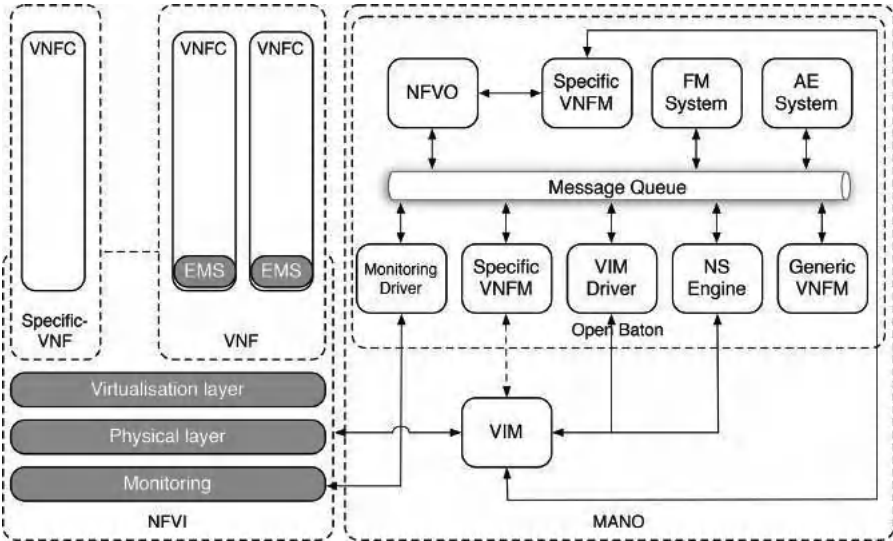 VNFC
VNFC
VNFC
EMS
EMS
Specific-
VNF
VNF
Virtualisation layer
Physical layer
Monitoring
NFVI
NFVO
Specific
VNFM
FM
System
AE
System
Message Queue
Monitoring
Driver
Specific
VNFM
VIM
Driver
NS
Engine
Generic
VNFM
Open Baton
VIM
MANO